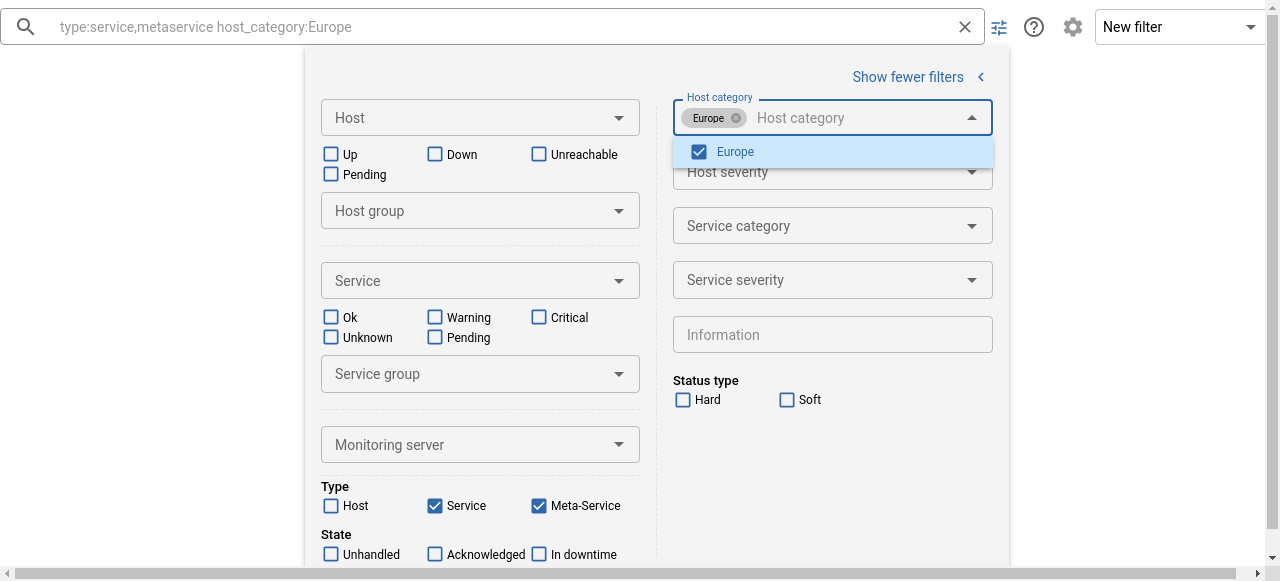 type:service,metaservice host_category:Europe
New filter
Show fewer filters
Host
Up
Down
Unreachable
Pending
Host group
Service
Ok
Warning
Critical
Unknown
Pending
Service group
Monitoring server
Type
Host
Service
Meta-Service
State
Unhandled
Acknowledged
In downtime
Host category
Europe
Host category
Europe
Host severity
Service category
Service severity
Information
Status type
Hard
Soft